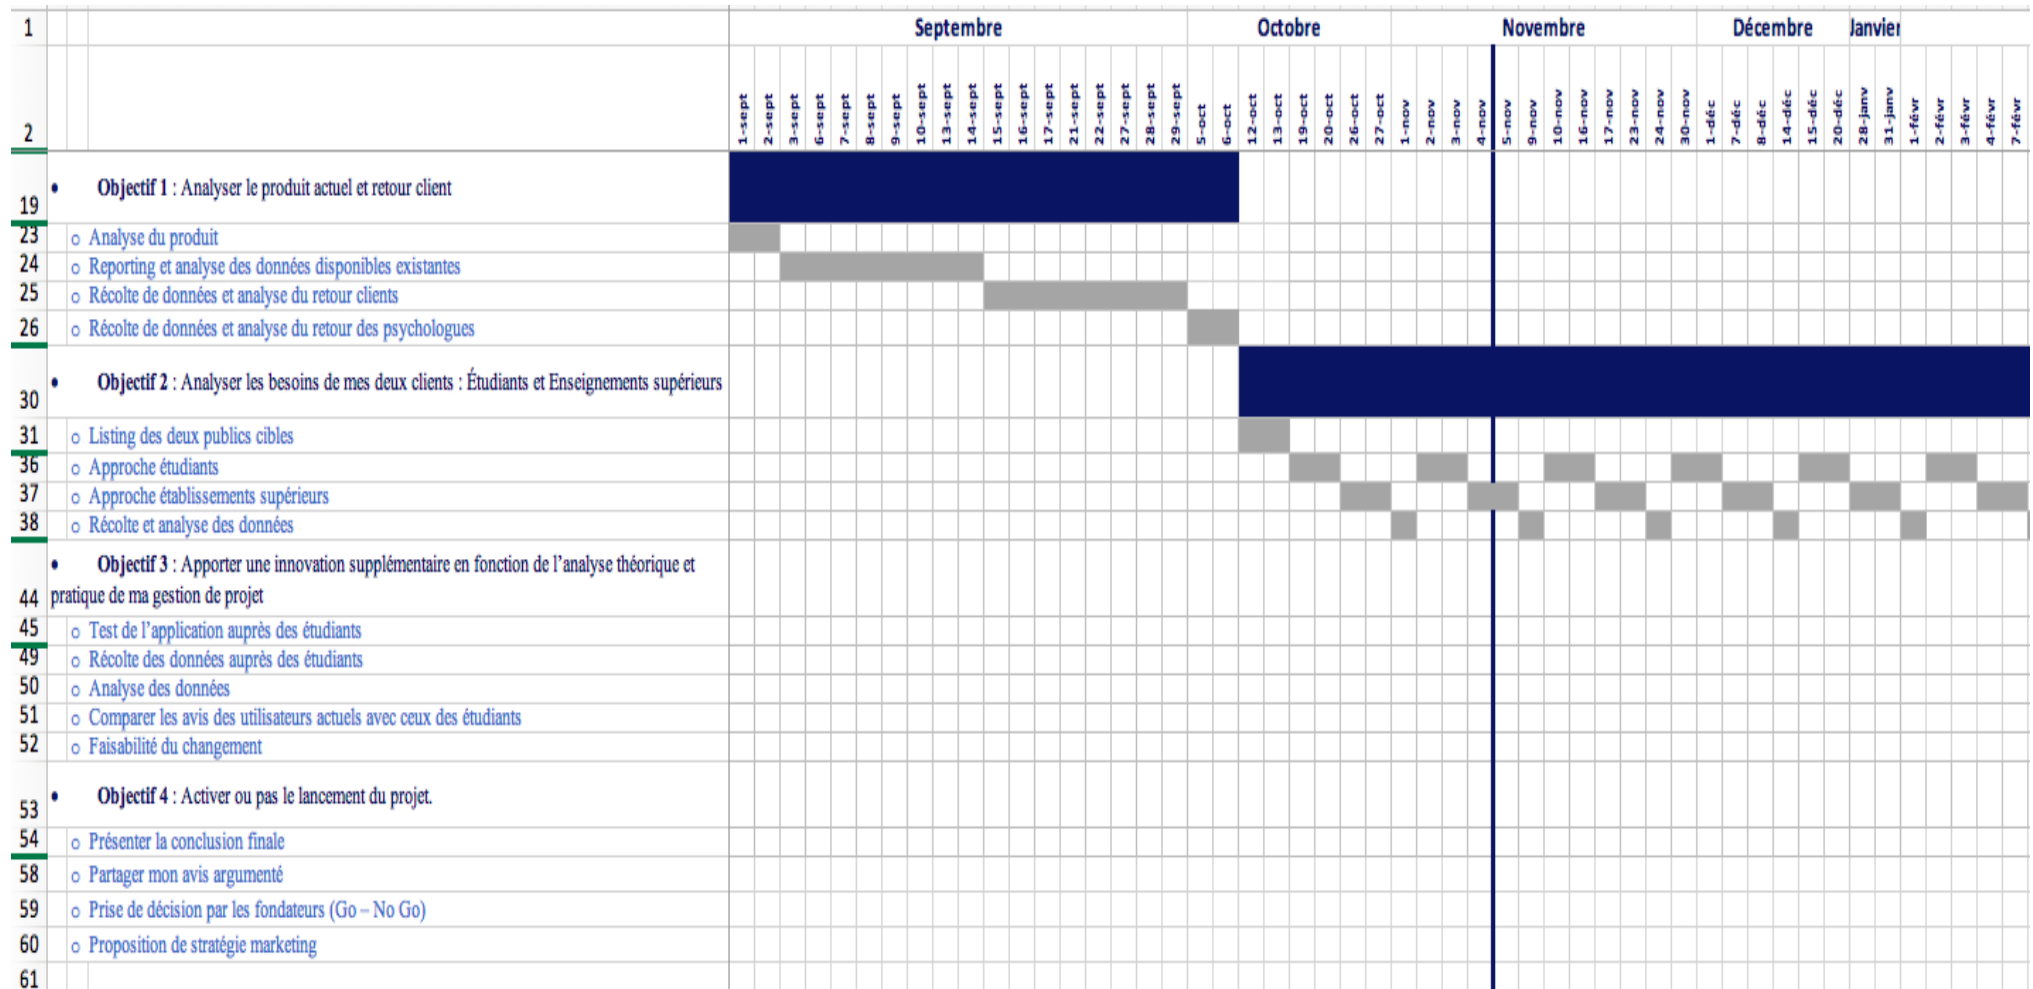 1 Septembre Octobre Novembre Décembre Janvier
2 1-sept 2-sept 3-sept 6-sept 7-sept 8-sept 9-sept 10-sept 13-sept 14-sept 15-sept 16-sept 17-sept 21-sept 22-sept 27-sept 28-sept 29-sept 5-oct 6-oct 12-oct 13-oct 19-oct 20-oct 26-oct 27-oct 1-nov 2-nov 3-nov 4-nov 5-nov 9-nov 10-nov 16-nov 17-nov 23-nov 24-nov 30-nov 1-déc 7-déc 8-déc 14-déc 15-déc 20-déc 28-janv 31-janv 1-févr 2-févr 3-févr 4-févr 7-févr
19 • Objectif 1 : Analyser le produit actuel et retour client
23 o Analyse du produit
24 o Reporting et analyse des données disponibles existantes
25 o Récolte de données et analyse du retour clients
26 o Récolte de données et analyse du retour des psychologues
30 • Objectif 2 : Analyser les besoins de mes deux clients : Étudiants et Enseignements supérieurs
31 o Listing des deux publics cibles
36 o Approche étudiants
37 o Approche établissements supérieurs
38 o Récolte et analyse des données
• Objectif 3 : Apporter une innovation supplémentaire en fonction de l’analyse théorique et
44 pratique de ma gestion de projet
45 o Test de l’application auprès des étudiants
49 o Récolte des données auprès des étudiants
50 o Analyse des données
51 o Comparer les avis des utilisateurs actuels avec ceux des étudiants
52 o Faisabilité du changement
53 • Objectif 4 : Activer ou pas le lancement du projet.
54 o Présenter la conclusion finale
58 o Partager mon avis argumenté
59 o Prise de décision par les fondateurs (Go – No Go)
60 o Proposition de stratégie marketing
61